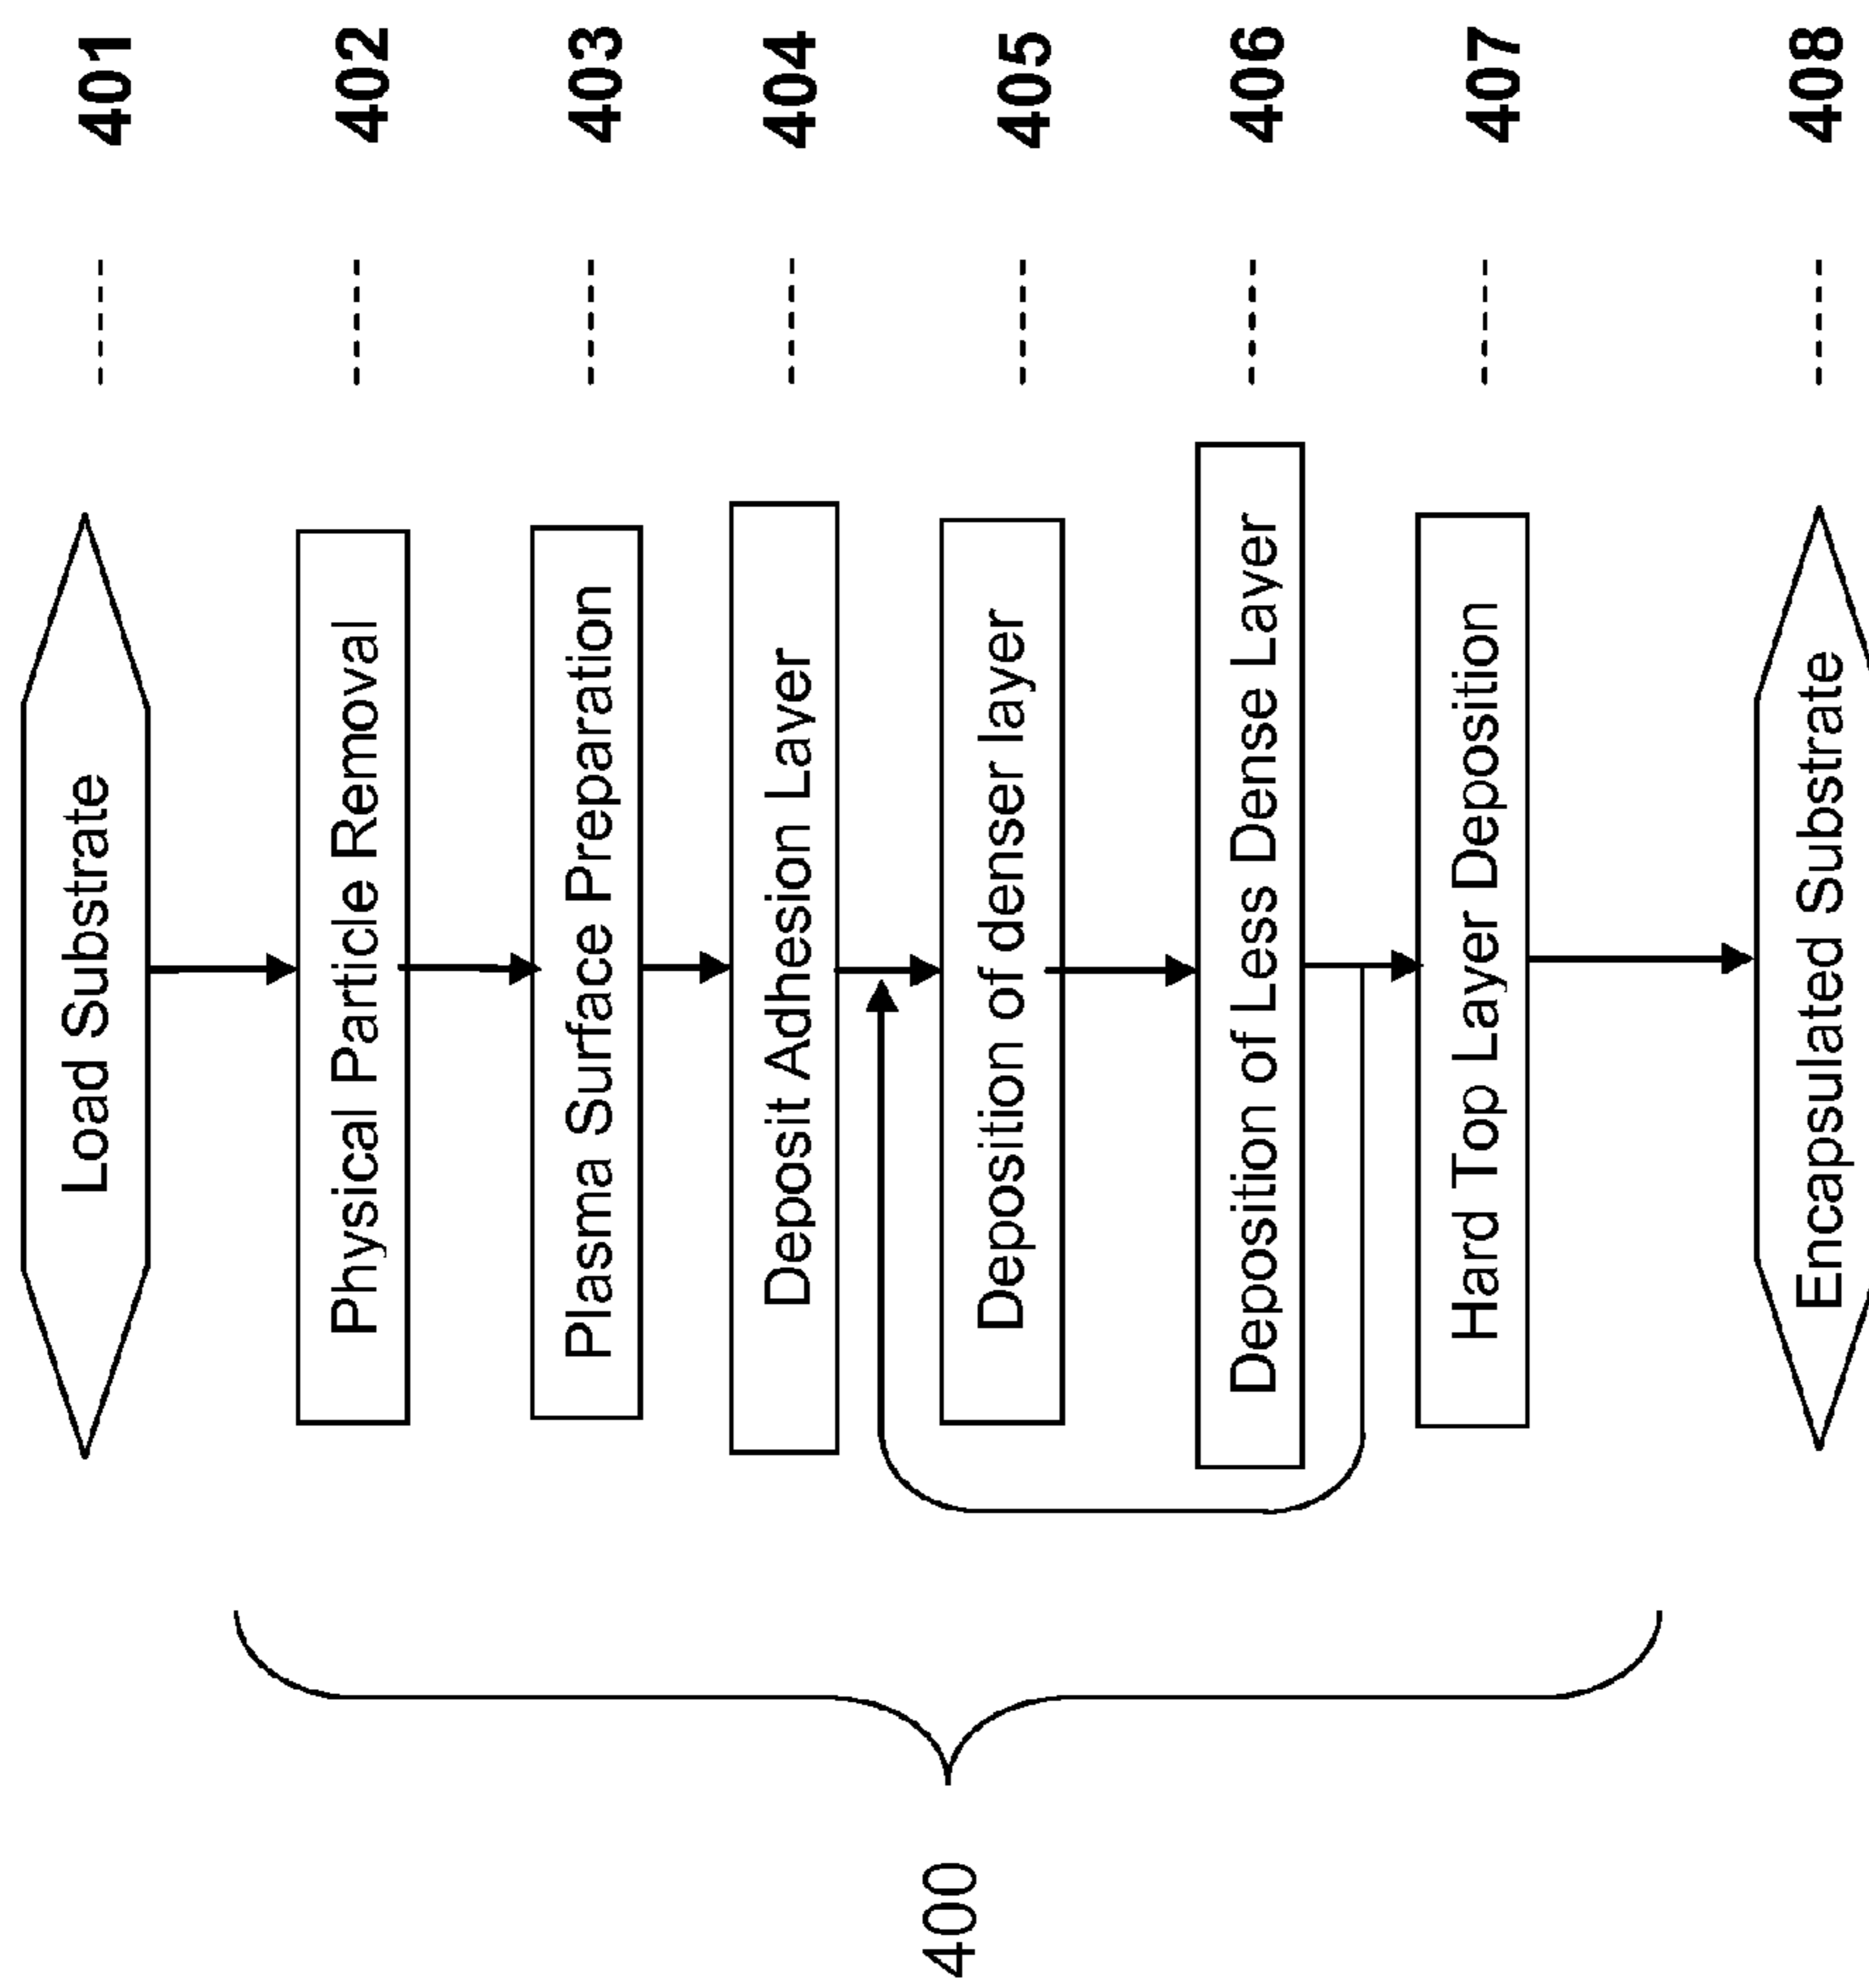 Load Substrate 401
Physical Particle Removal 402
Plasma Surface Preparation 403
Deposit Adhesion Layer 404
Deposition of denser layer 405
Deposition of Less Dense Layer 406
Hard Top Layer Deposition 407
Encapsulated Substrate 408
400